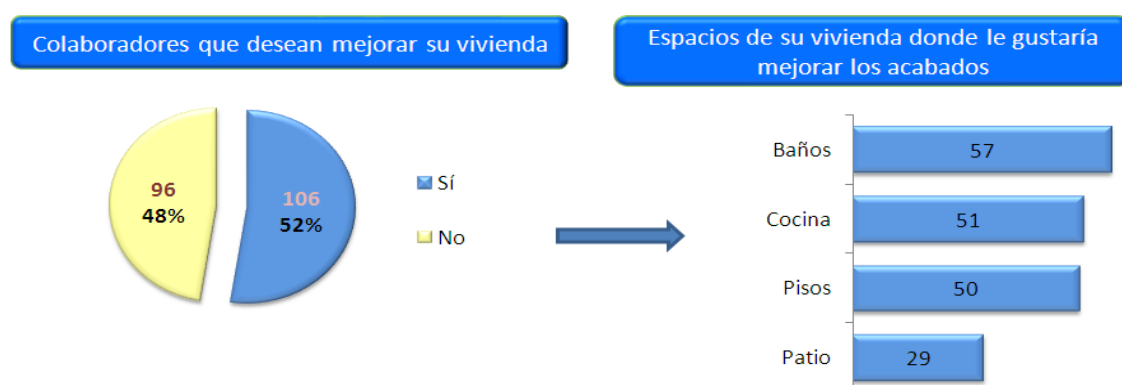 Colaboradores que desean mejorar su vivienda
Espacios de su vivienda donde le gustaría
mejorar los acabados
96
48%
106
52%
Sí
No
Baños
57
Cocina
51
Pisos
50
Patio
29